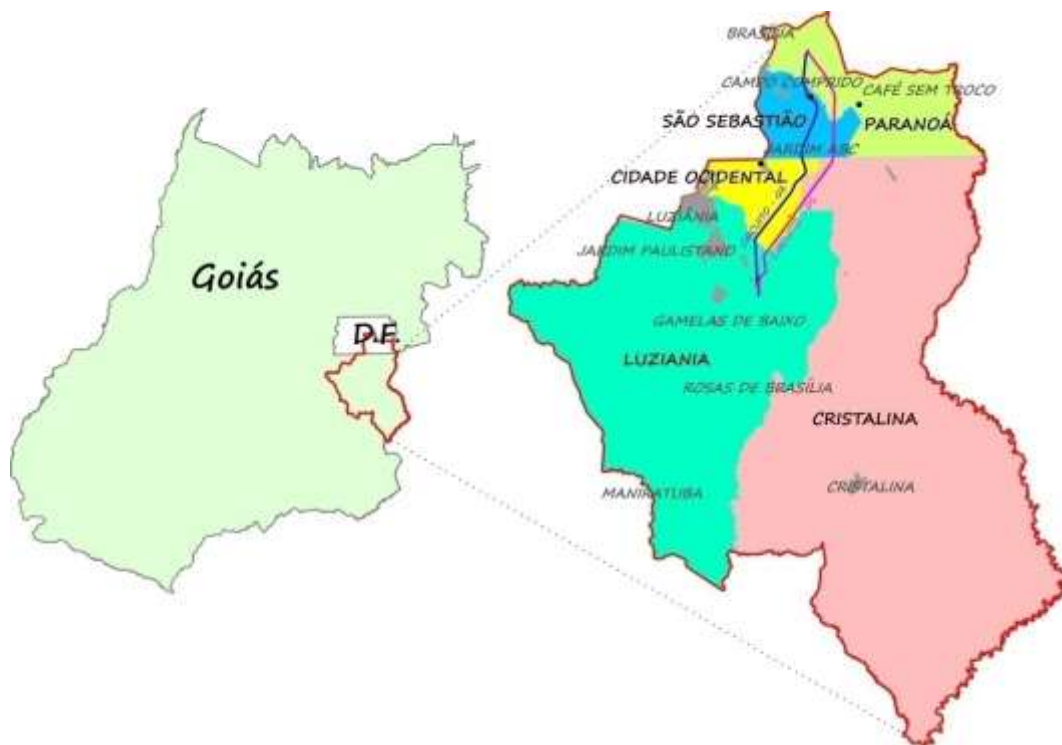 Goiás
D.F.
BRASÍLIA
CAMPO COMPRIDO
CAFÉ SEM TROCO
SÃO SEBASTIÃO
PARANOÁ
JARDIM ABC
CIDADE OCIDENTAL
LUZIÂNIA
JARDIM PAULISTANO
GAMELAS DE BAIXO
LUZIANIA
ROSAS DE BRASÍLIA
CRISTALINA
MANIRATUBA
CRISTALINA